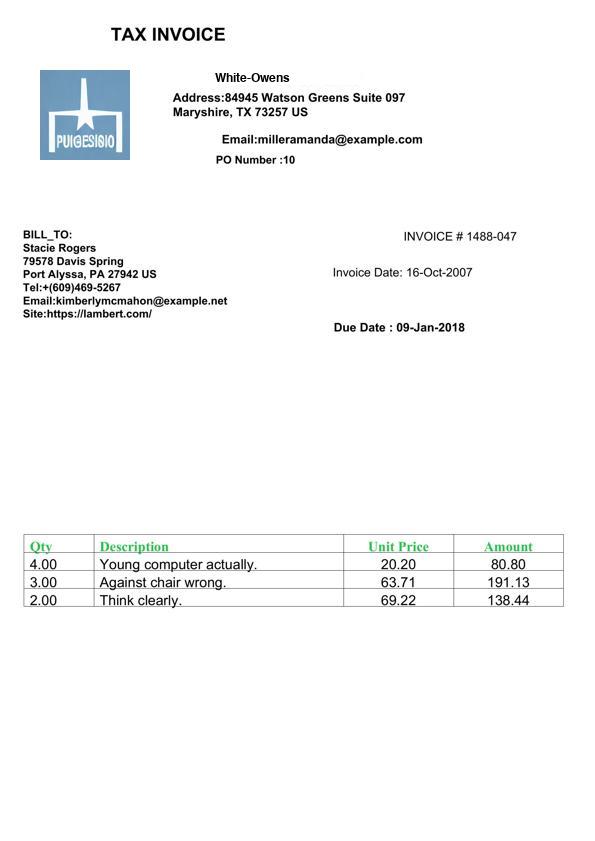 TAX INVOICE
PUIGESIBIO
White-Owens
Address:84945 Watson Greens Suite 097
Maryshire, TX 73257 US
Email:milleramanda@example.com
PO Number :10
BILL_TO:
Stacie Rogers
79578 Davis Spring
Port Alyssa, PA 27942 US
Tel:+(609)469-5267
Email:kimberlymcmahon@example.net
Site:https://lambert.com/
INVOICE # 1488-047
Invoice Date: 16-Oct-2007
Due Date : 09-Jan-2018
Qty Description Unit Price Amount
4.00 Young computer actually. 20.20 80.80
3.00 Against chair wrong. 63.71 191.13
2.00 Think clearly. 69.22 138.44